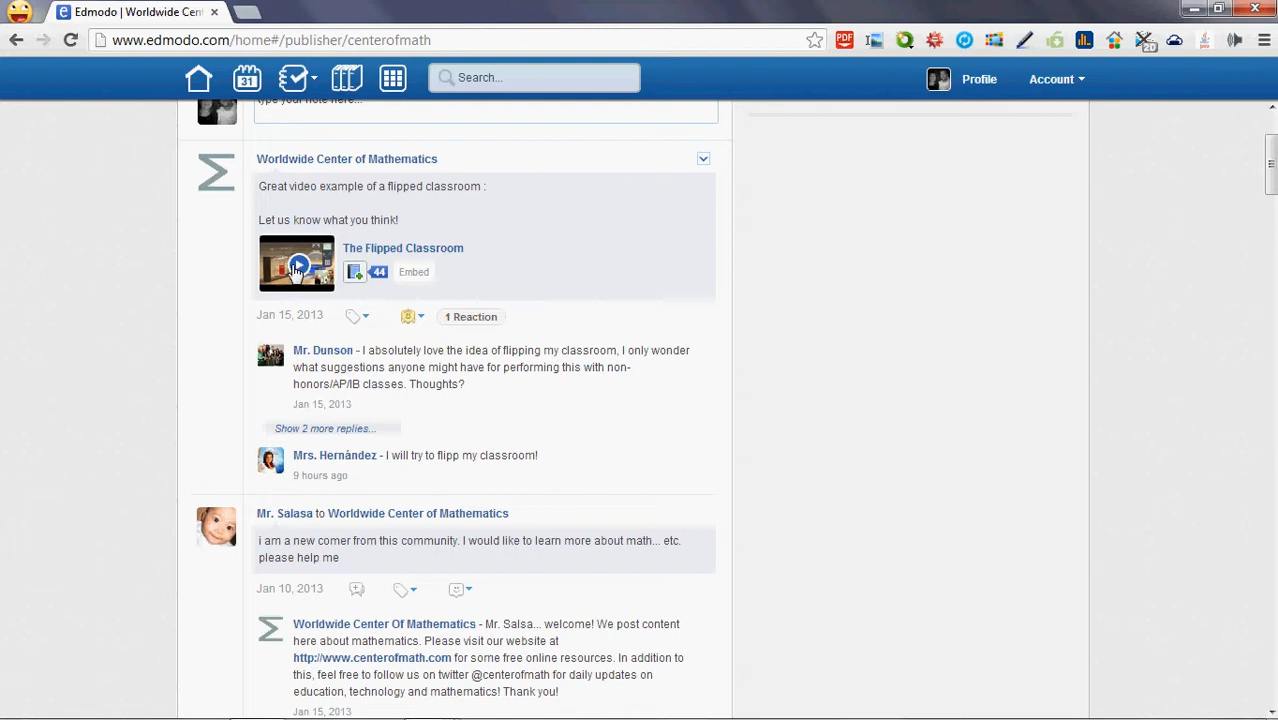 Edmodo | Worldwide Cent
www.edmodo.com/home#/publisher/centerofmath
PDF
20
31
Search...
Profile
Account
type your note here...
Worldwide Center of Mathematics
Great video example of a flipped classroom :
Let us know what you think!
The Flipped Classroom
44
Embed
Jan 15, 2013
1 Reaction
Mr. Dunson - I absolutely love the idea of flipping my classroom, I only wonder
what suggestions anyone might have for performing this with non-
honors/AP/IB classes. Thoughts?
Jan 15, 2013
Show 2 more replies...
Mrs. Hernández - I will try to flipp my classroom!
9 hours ago
Mr. Salasa to Worldwide Center of Mathematics
i am a new comer from this community. I would like to learn more about math... etc.
please help me
Jan 10, 2013
Worldwide Center Of Mathematics - Mr. Salsa... welcome! We post content
here about mathematics. Please visit our website at
http://www.centerofmath.com for some free online resources. In addition to
this, feel free to follow us on twitter @centerofmath for daily updates on
education, technology and mathematics! Thank you!
Jan 15, 2013